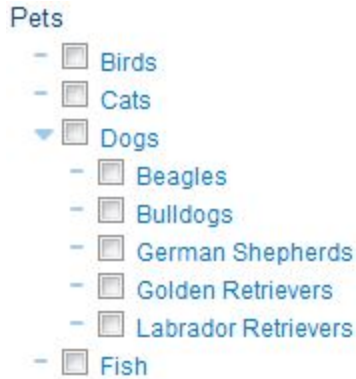 Pets
Birds
Cats
Dogs
Beagles
Bulldogs
German Shepherds
Golden Retrievers
Labrador Retrievers
Fish